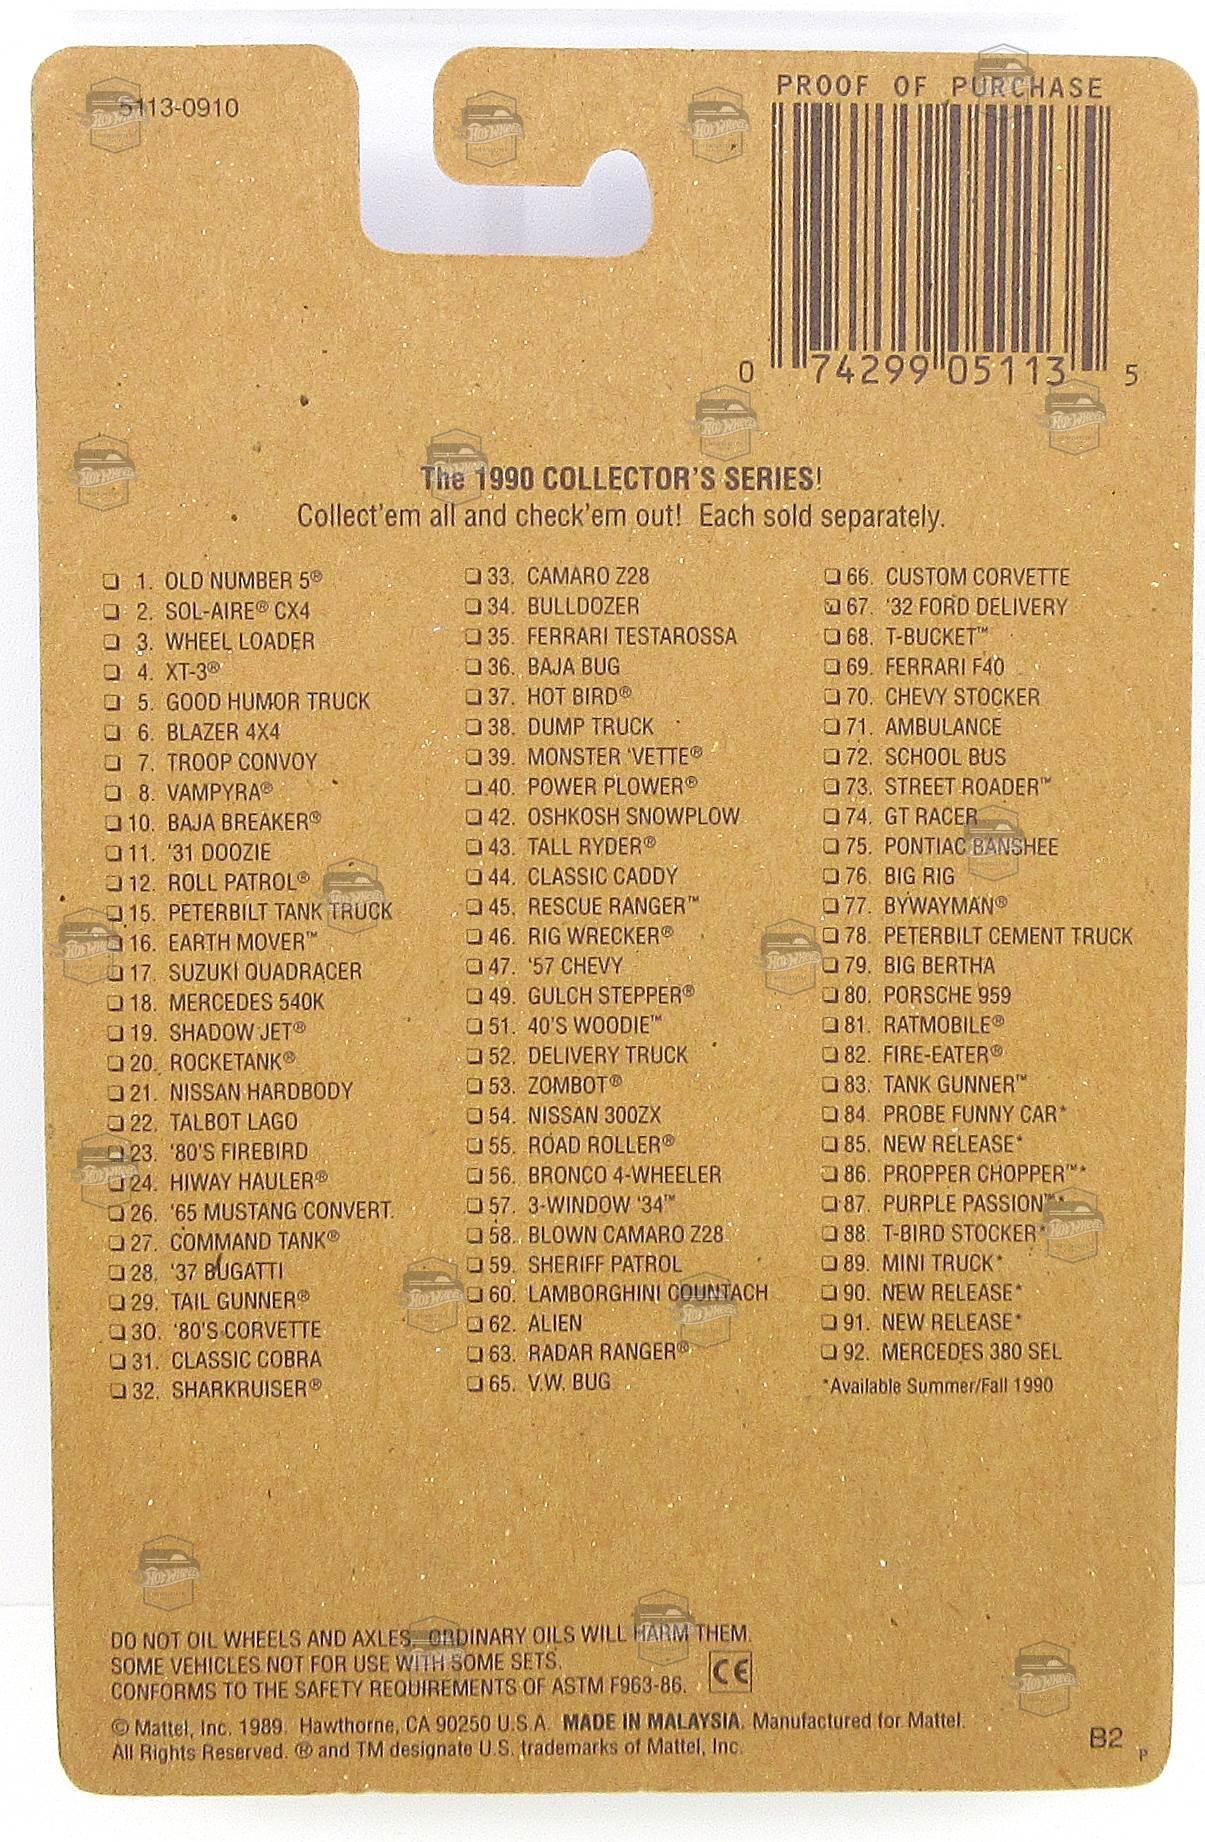 5113-0910
PROOF OF PURCHASE
0 74299 05113 5
The 1990 COLLECTOR'S SERIES!
Collect'em all and check'em out! Each sold separately.
❏ 1. OLD NUMBER 5®
❏ 2. SOL-AIRE® CX4
❏ 3. WHEEL LOADER
❏ 4. XT-3®
❏ 5. GOOD HUMOR TRUCK
❏ 6. BLAZER 4X4
❏ 7. TROOP CONVOY
❏ 8. VAMPYRA®
❏ 10. BAJA BREAKER®
❏ 11. '31 DOOZIE
❏ 12. ROLL PATROL®
❏ 15. PETERBILT TANK TRUCK
❏ 16. EARTH MOVER™
❏ 17. SUZUKI QUADRACER
❏ 18. MERCEDES 540K
❏ 19. SHADOW JET®
❏ 20. ROCKETANK®
❏ 21. NISSAN HARDBODY
❏ 22. TALBOT LAGO
❏ 23. '80'S FIREBIRD
❏ 24. HIWAY HAULER®
❏ 26. '65 MUSTANG CONVERT.
❏ 27. COMMAND TANK®
❏ 28. '37 BUGATTI
❏ 29. TAIL GUNNER®
❏ 30. '80'S CORVETTE
❏ 31. CLASSIC COBRA
❏ 32. SHARKRUISER®
❏ 33. CAMARO Z28
❏ 34. BULLDOZER
❏ 35. FERRARI TESTAROSSA
❏ 36. BAJA BUG
❏ 37. HOT BIRD®
❏ 38. DUMP TRUCK
❏ 39. MONSTER 'VETTE®
❏ 40. POWER PLOWER®
❏ 42. OSHKOSH SNOWPLOW
❏ 43. TALL RYDER®
❏ 44. CLASSIC CADDY
❏ 45. RESCUE RANGER™
❏ 46. RIG WRECKER®
❏ 47. '57 CHEVY
❏ 49. GULCH STEPPER®
❏ 51. 40'S WOODIE™
❏ 52. DELIVERY TRUCK
❏ 53. ZOMBOT®
❏ 54. NISSAN 300ZX
❏ 55. ROAD ROLLER®
❏ 56. BRONCO 4-WHEELER
❏ 57. 3-WINDOW '34™
❏ 58. BLOWN CAMARO Z28
❏ 59. SHERIFF PATROL
❏ 60. LAMBORGHINI COUNTACH
❏ 62. ALIEN
❏ 63. RADAR RANGER®
❏ 65. V.W. BUG
❏ 66. CUSTOM CORVETTE
❏ 67. '32 FORD DELIVERY
❏ 68. T-BUCKET™
❏ 69. FERRARI F40
❏ 70. CHEVY STOCKER
❏ 71. AMBULANCE
❏ 72. SCHOOL BUS
❏ 73. STREET ROADER™
❏ 74. GT RACER
❏ 75. PONTIAC BANSHEE
❏ 76. BIG RIG
❏ 77. BYWAYMAN®
❏ 78. PETERBILT CEMENT TRUCK
❏ 79. BIG BERTHA
❏ 80. PORSCHE 959
❏ 81. RATMOBILE®
❏ 82. FIRE-EATER®
❏ 83. TANK GUNNER™
❏ 84. PROBE FUNNY CAR*
❏ 85. NEW RELEASE*
❏ 86. PROPPER CHOPPER™*
❏ 87. PURPLE PASSION™*
❏ 88. T-BIRD STOCKER*
❏ 89. MINI TRUCK*
❏ 90. NEW RELEASE*
❏ 91. NEW RELEASE*
❏ 92. MERCEDES 380 SEL
*Available Summer/Fall 1990
DO NOT OIL WHEELS AND AXLES. ORDINARY OILS WILL HARM THEM.
SOME VEHICLES NOT FOR USE WITH SOME SETS.
CONFORMS TO THE SAFETY REQUIREMENTS OF ASTM F963-86. CE
© Mattel, Inc. 1989. Hawthorne, CA 90250 U.S.A. MADE IN MALAYSIA. Manufactured for Mattel.
All Rights Reserved. ® and TM designate U.S. trademarks of Mattel, Inc.
B2 P